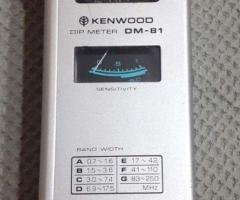 KENWOOD
DIP METER DM-81
SENSITIVITY
BAND WIDTH
A 0.7~1.6 E 17~42
B 1.5~3.6 F 41~110
C 3.0~7.4 G 83~250
D 6.9~17.5 MHz